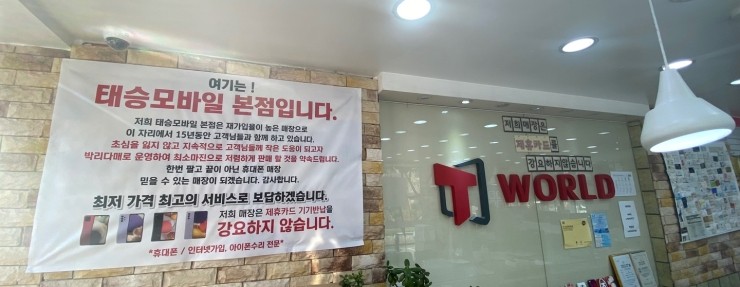 여기는 !
태승모바일 본점입니다.
저희 태승모바일 본점은 재가입률이 높은 매장으로
이 자리에서 15년동안 고객님들과 함께 하고 있습니다.
초심을 잃지 않고 지속적으로 고객님들께 작은 도움이 되고자
박리다매로 운영하여 최소마진으로 저렴하게 판매 할 것을 약속드립니다.
한번 팔고 끝이 아닌 휴대폰 매장
믿을 수 있는 매장이 되겠습니다. 감사합니다.
최저 가격 최고의 서비스로 보답하겠습니다.
저희 매장은 제휴카드 기기반납을
강요하지 않습니다.
*휴대폰 / 인터넷가입, 아이폰수리 전문*
저희매장은
제휴카드를
강요하지않습니다
T WORLD